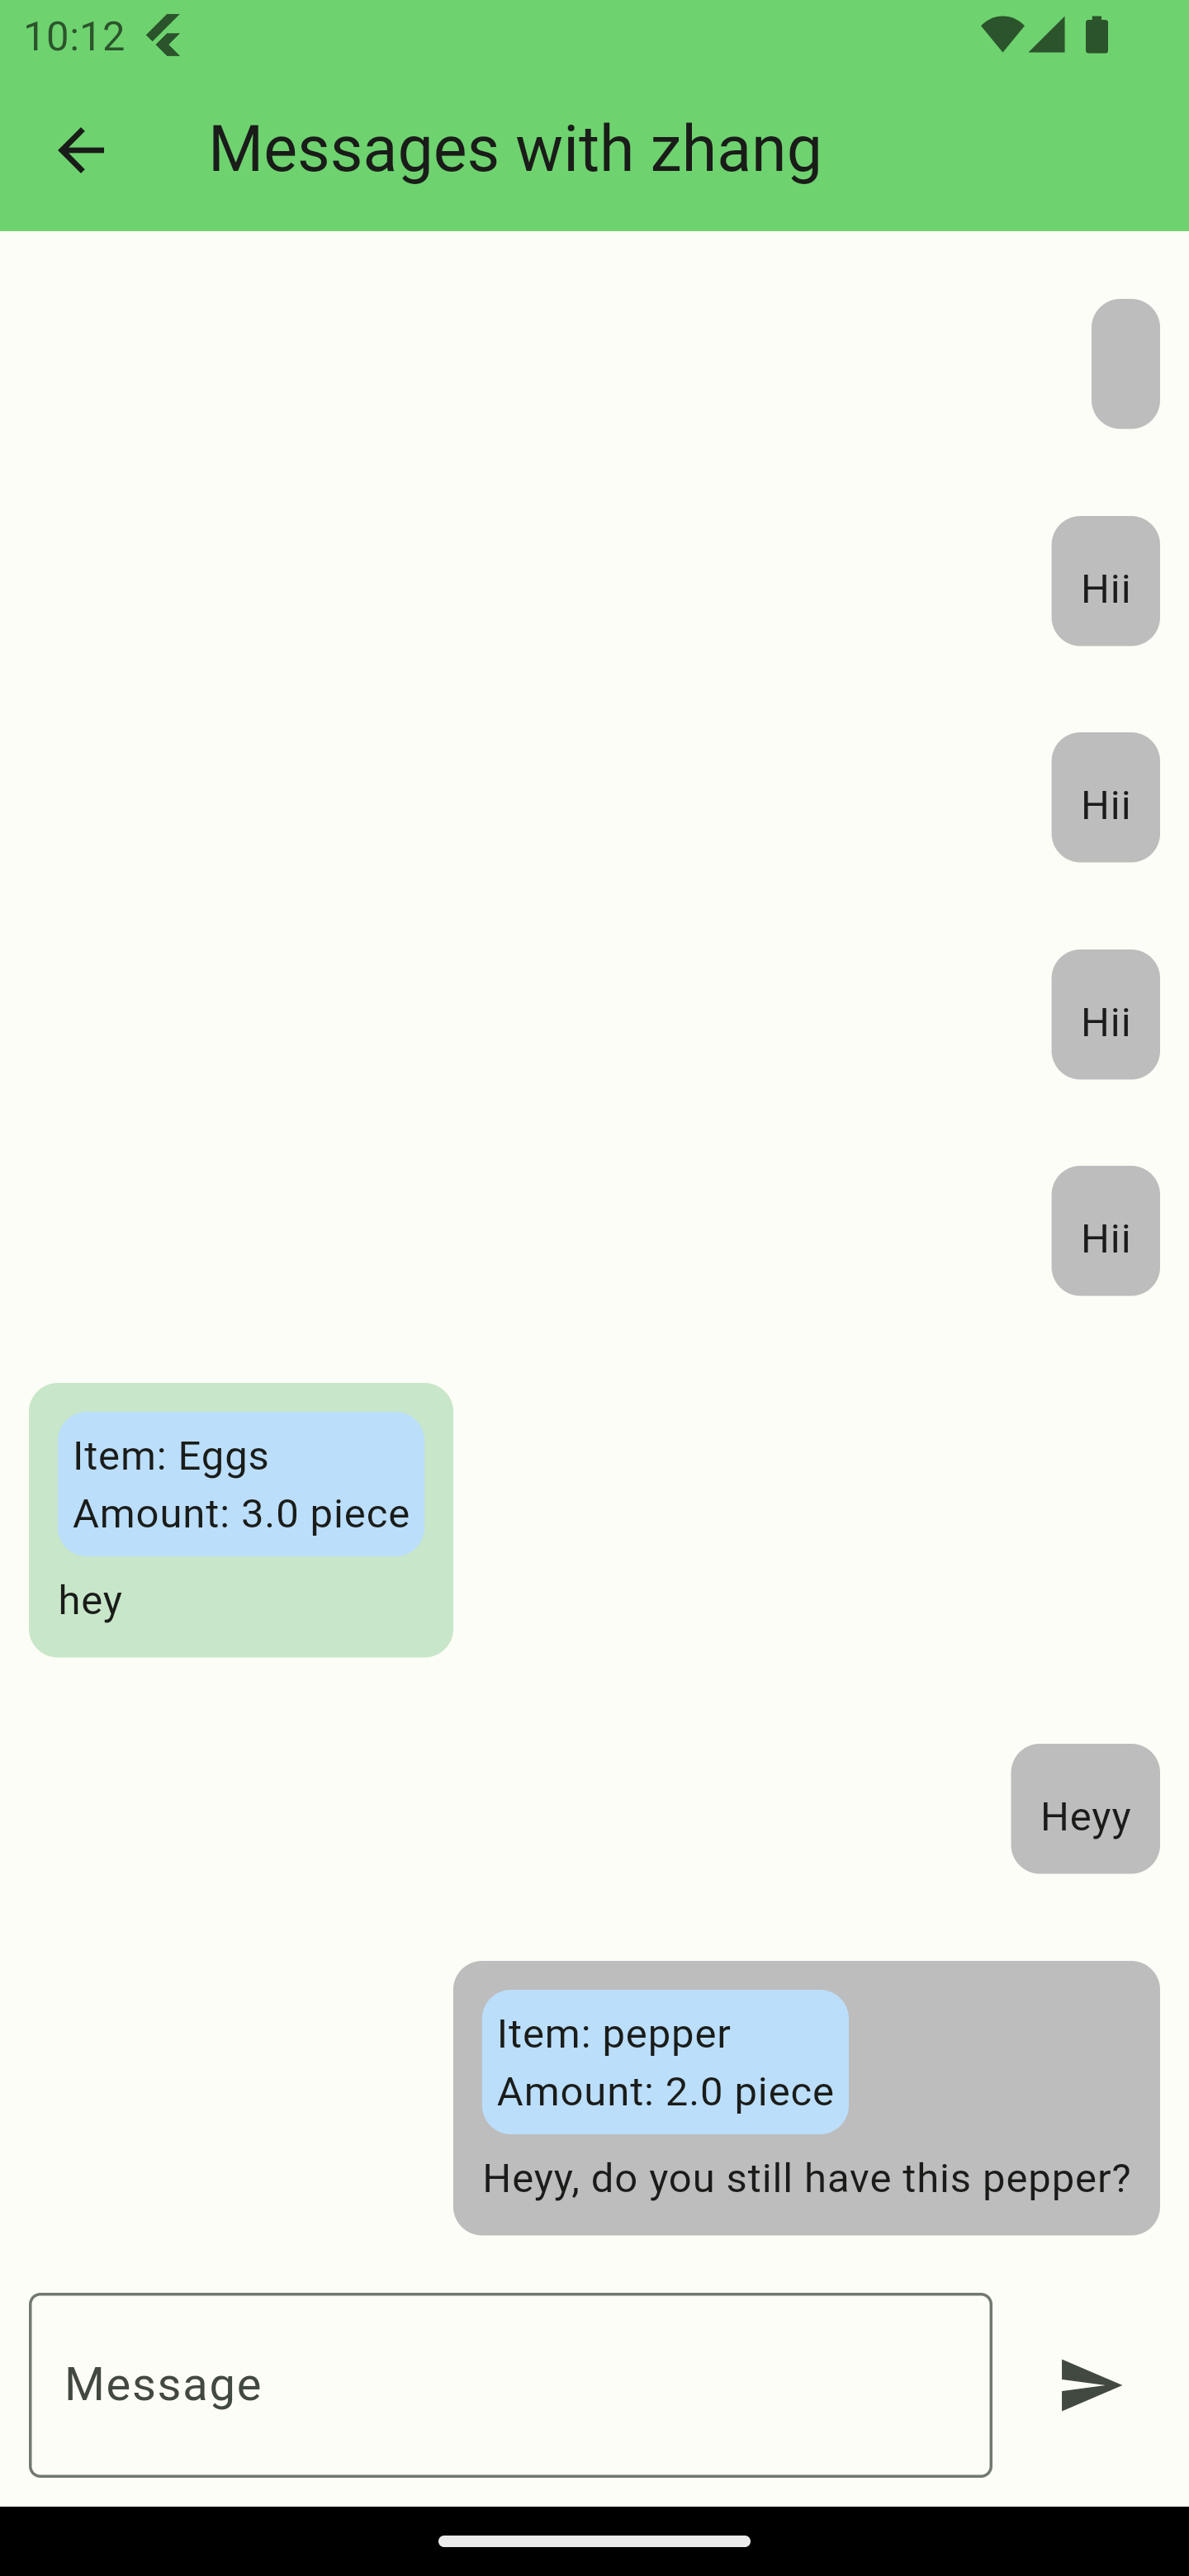 10:12
Messages with zhang
Hii
Hii
Hii
Hii
Item: Eggs
Amount: 3.0 piece
hey
Heyy
Item: pepper
Amount: 2.0 piece
Heyy, do you still have this pepper?
Message